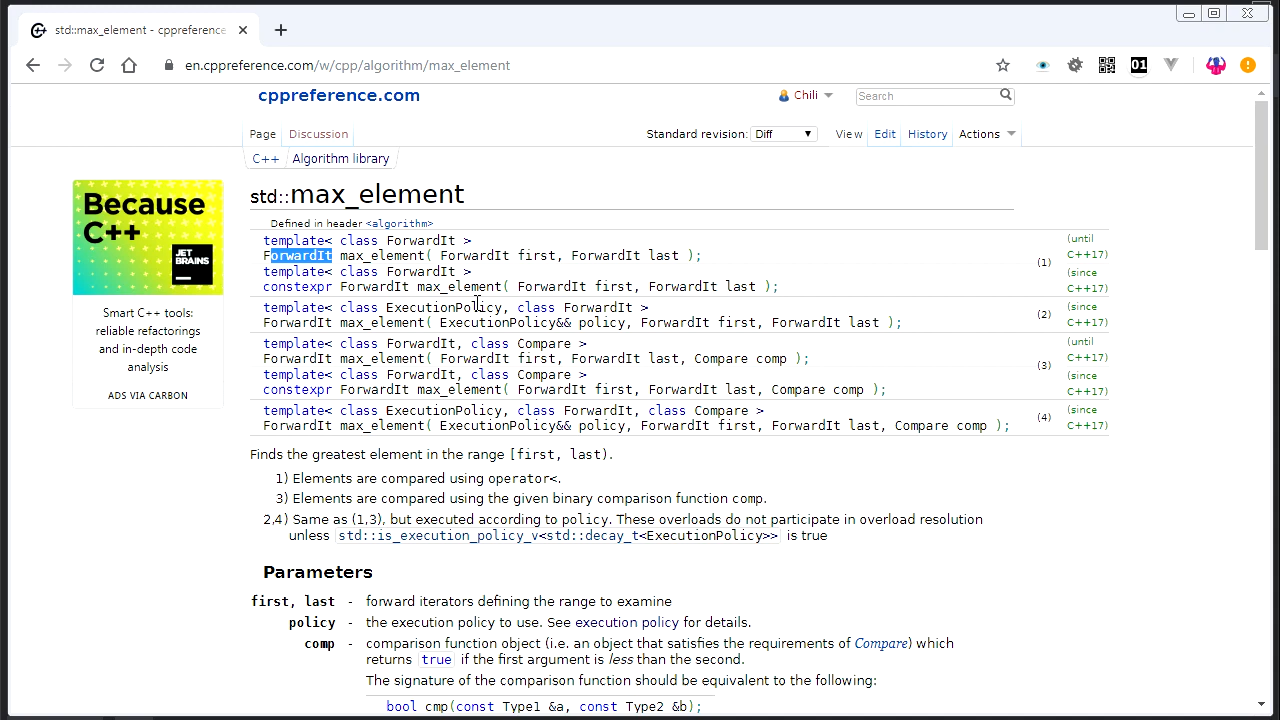 std::max_element - cppreference
en.cppreference.com/w/cpp/algorithm/max_element
01
cppreference.com
Chili
Search
Page Discussion Standard revision: Diff View Edit History Actions
C++ Algorithm library
Because
C++
JET
BRAINS
Smart C++ tools:
reliable refactorings
and in-depth code
analysis
ADS VIA CARBON
std::max_element
Defined in header <algorithm>
template< class ForwardIt >
ForwardIt max_element( ForwardIt first, ForwardIt last );
(until
C++17)
(1)
template< class ForwardIt >
constexpr ForwardIt max_element( ForwardIt first, ForwardIt last );
(since
C++17)
template< class ExecutionPolicy, class ForwardIt >
ForwardIt max_element( ExecutionPolicy&& policy, ForwardIt first, ForwardIt last );
(2)
(since
C++17)
template< class ForwardIt, class Compare >
ForwardIt max_element( ForwardIt first, ForwardIt last, Compare comp );
(until
C++17)
(3)
template< class ForwardIt, class Compare >
constexpr ForwardIt max_element( ForwardIt first, ForwardIt last, Compare comp );
(since
C++17)
template< class ExecutionPolicy, class ForwardIt, class Compare >
ForwardIt max_element( ExecutionPolicy&& policy, ForwardIt first, ForwardIt last, Compare comp );
(4)
(since
C++17)
Finds the greatest element in the range [first, last).
1) Elements are compared using operator<.
3) Elements are compared using the given binary comparison function comp.
2,4) Same as (1,3), but executed according to policy. These overloads do not participate in overload resolution
unless std::is_execution_policy_v<std::decay_t<ExecutionPolicy>> is true
Parameters
first, last - forward iterators defining the range to examine
policy - the execution policy to use. See execution policy for details.
comp - comparison function object (i.e. an object that satisfies the requirements of Compare) which
returns true if the first argument is less than the second.
The signature of the comparison function should be equivalent to the following:
bool cmp(const Type1 &a, const Type2 &b);